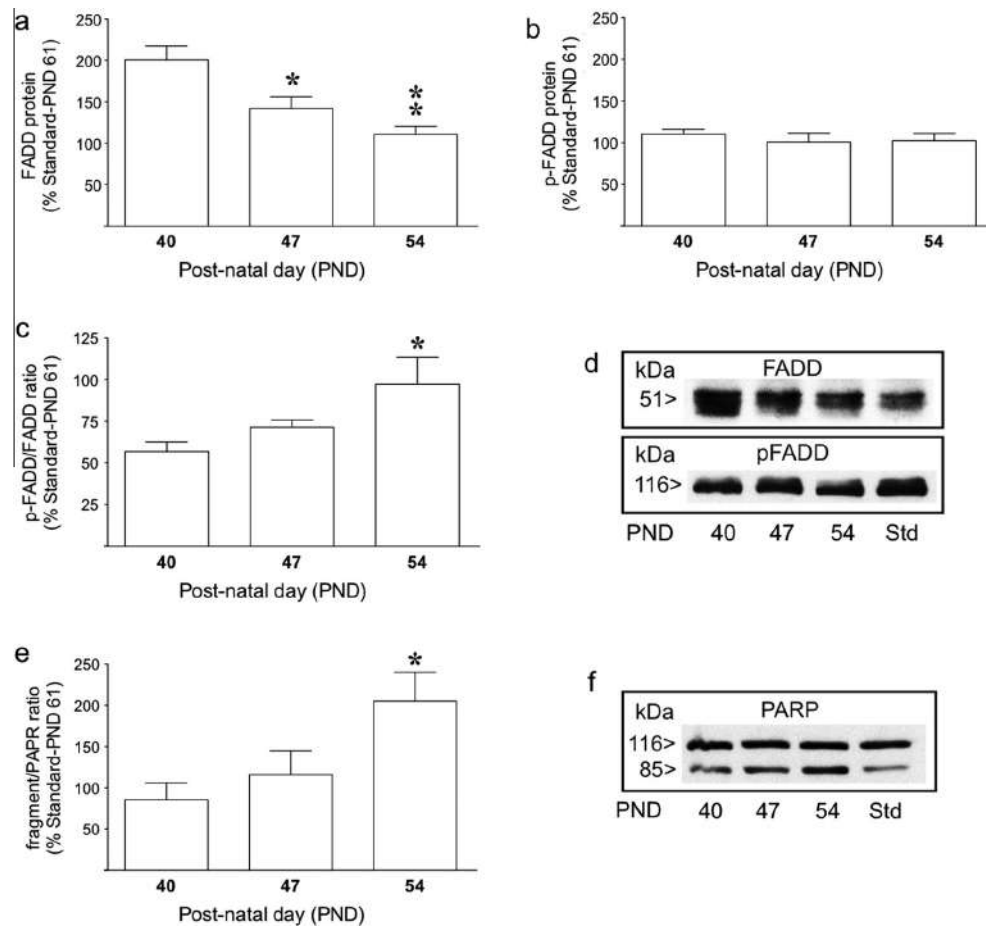 a
FADD protein
(% Standard-PND 61)
250
200
150
100
50
*
*
*
40 47 54
Post-natal day (PND)
b
p-FADD protein
(% Standard-PND 61)
250
200
150
100
50
40 47 54
Post-natal day (PND)
c
p-FADD/FADD ratio
(% Standard-PND 61)
125
100
75
50
25
*
40 47 54
Post-natal day (PND)
d
kDa FADD
51>
kDa pFADD
116>
PND 40 47 54 Std
e
fragment/PAPR ratio
(% Standard-PND 61)
250
200
150
100
50
*
40 47 54
Post-natal day (PND)
f
kDa PARP
116>
85>
PND 40 47 54 Std